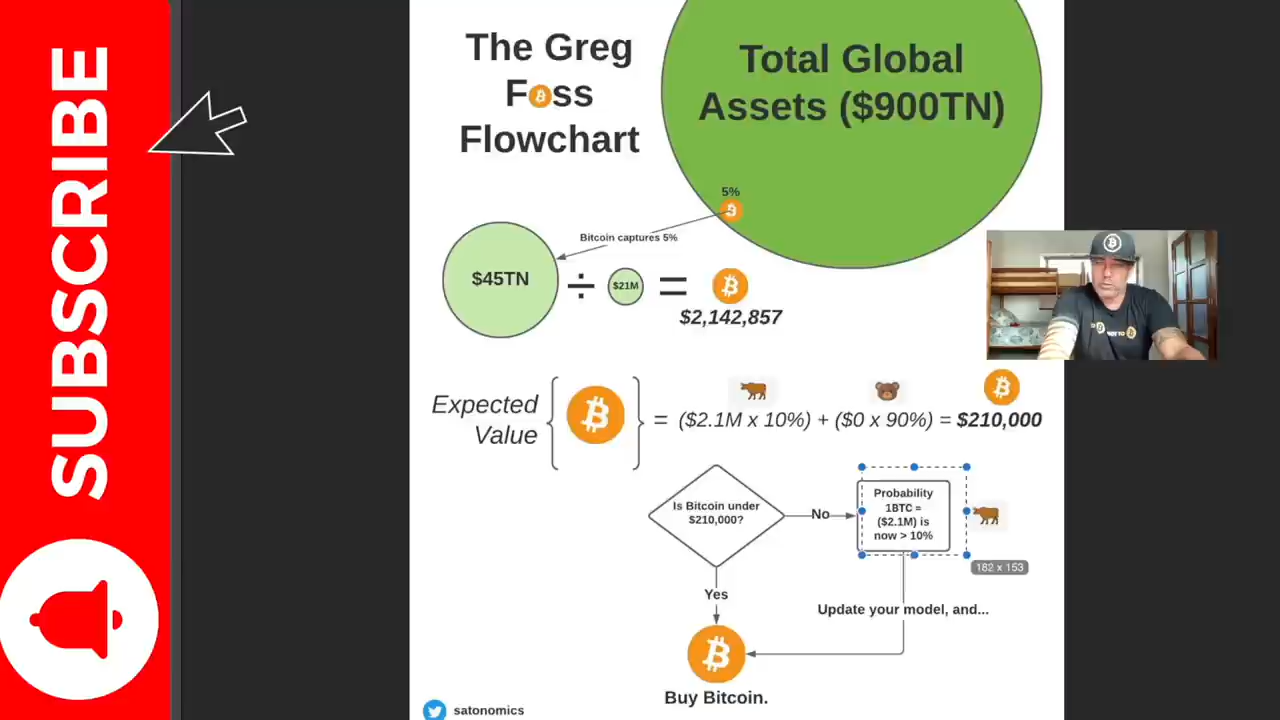 SUBSCRIBE
The Greg
Foss
Flowchart
Total Global
Assets ($900TN)
5%
Bitcoin captures 5%
$45TN
÷
$21M
=
$2,142,857
Expected
Value
= ($2.1M x 10%) + ($0 x 90%) = $210,000
Is Bitcoin under
$210,000?
No
Probability
1BTC =
($2.1M) is
now > 10%
182 x 153
Yes
Update your model, and...
Buy Bitcoin.
satonomics